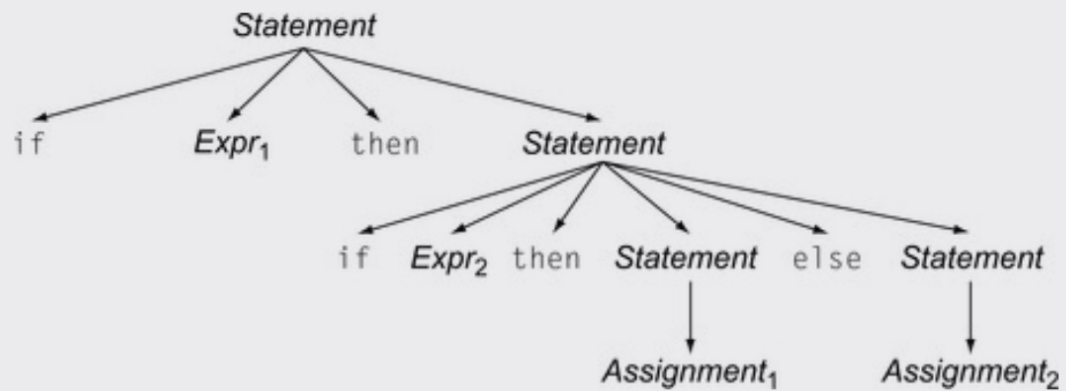 Statement
if Expr₁ then Statement
if Expr₂ then Statement else Statement
Assignment₁ Assignment₂